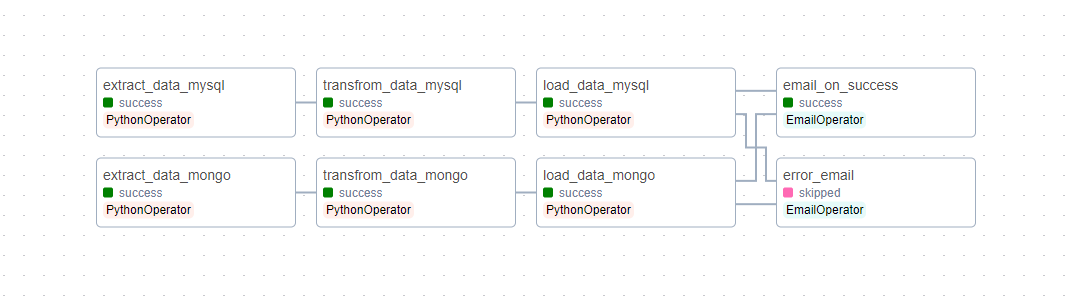 extract_data_mysql
success
PythonOperator
transfrom_data_mysql
success
PythonOperator
load_data_mysql
success
PythonOperator
email_on_success
success
EmailOperator
extract_data_mongo
success
PythonOperator
transfrom_data_mongo
success
PythonOperator
load_data_mongo
success
PythonOperator
error_email
skipped
EmailOperator